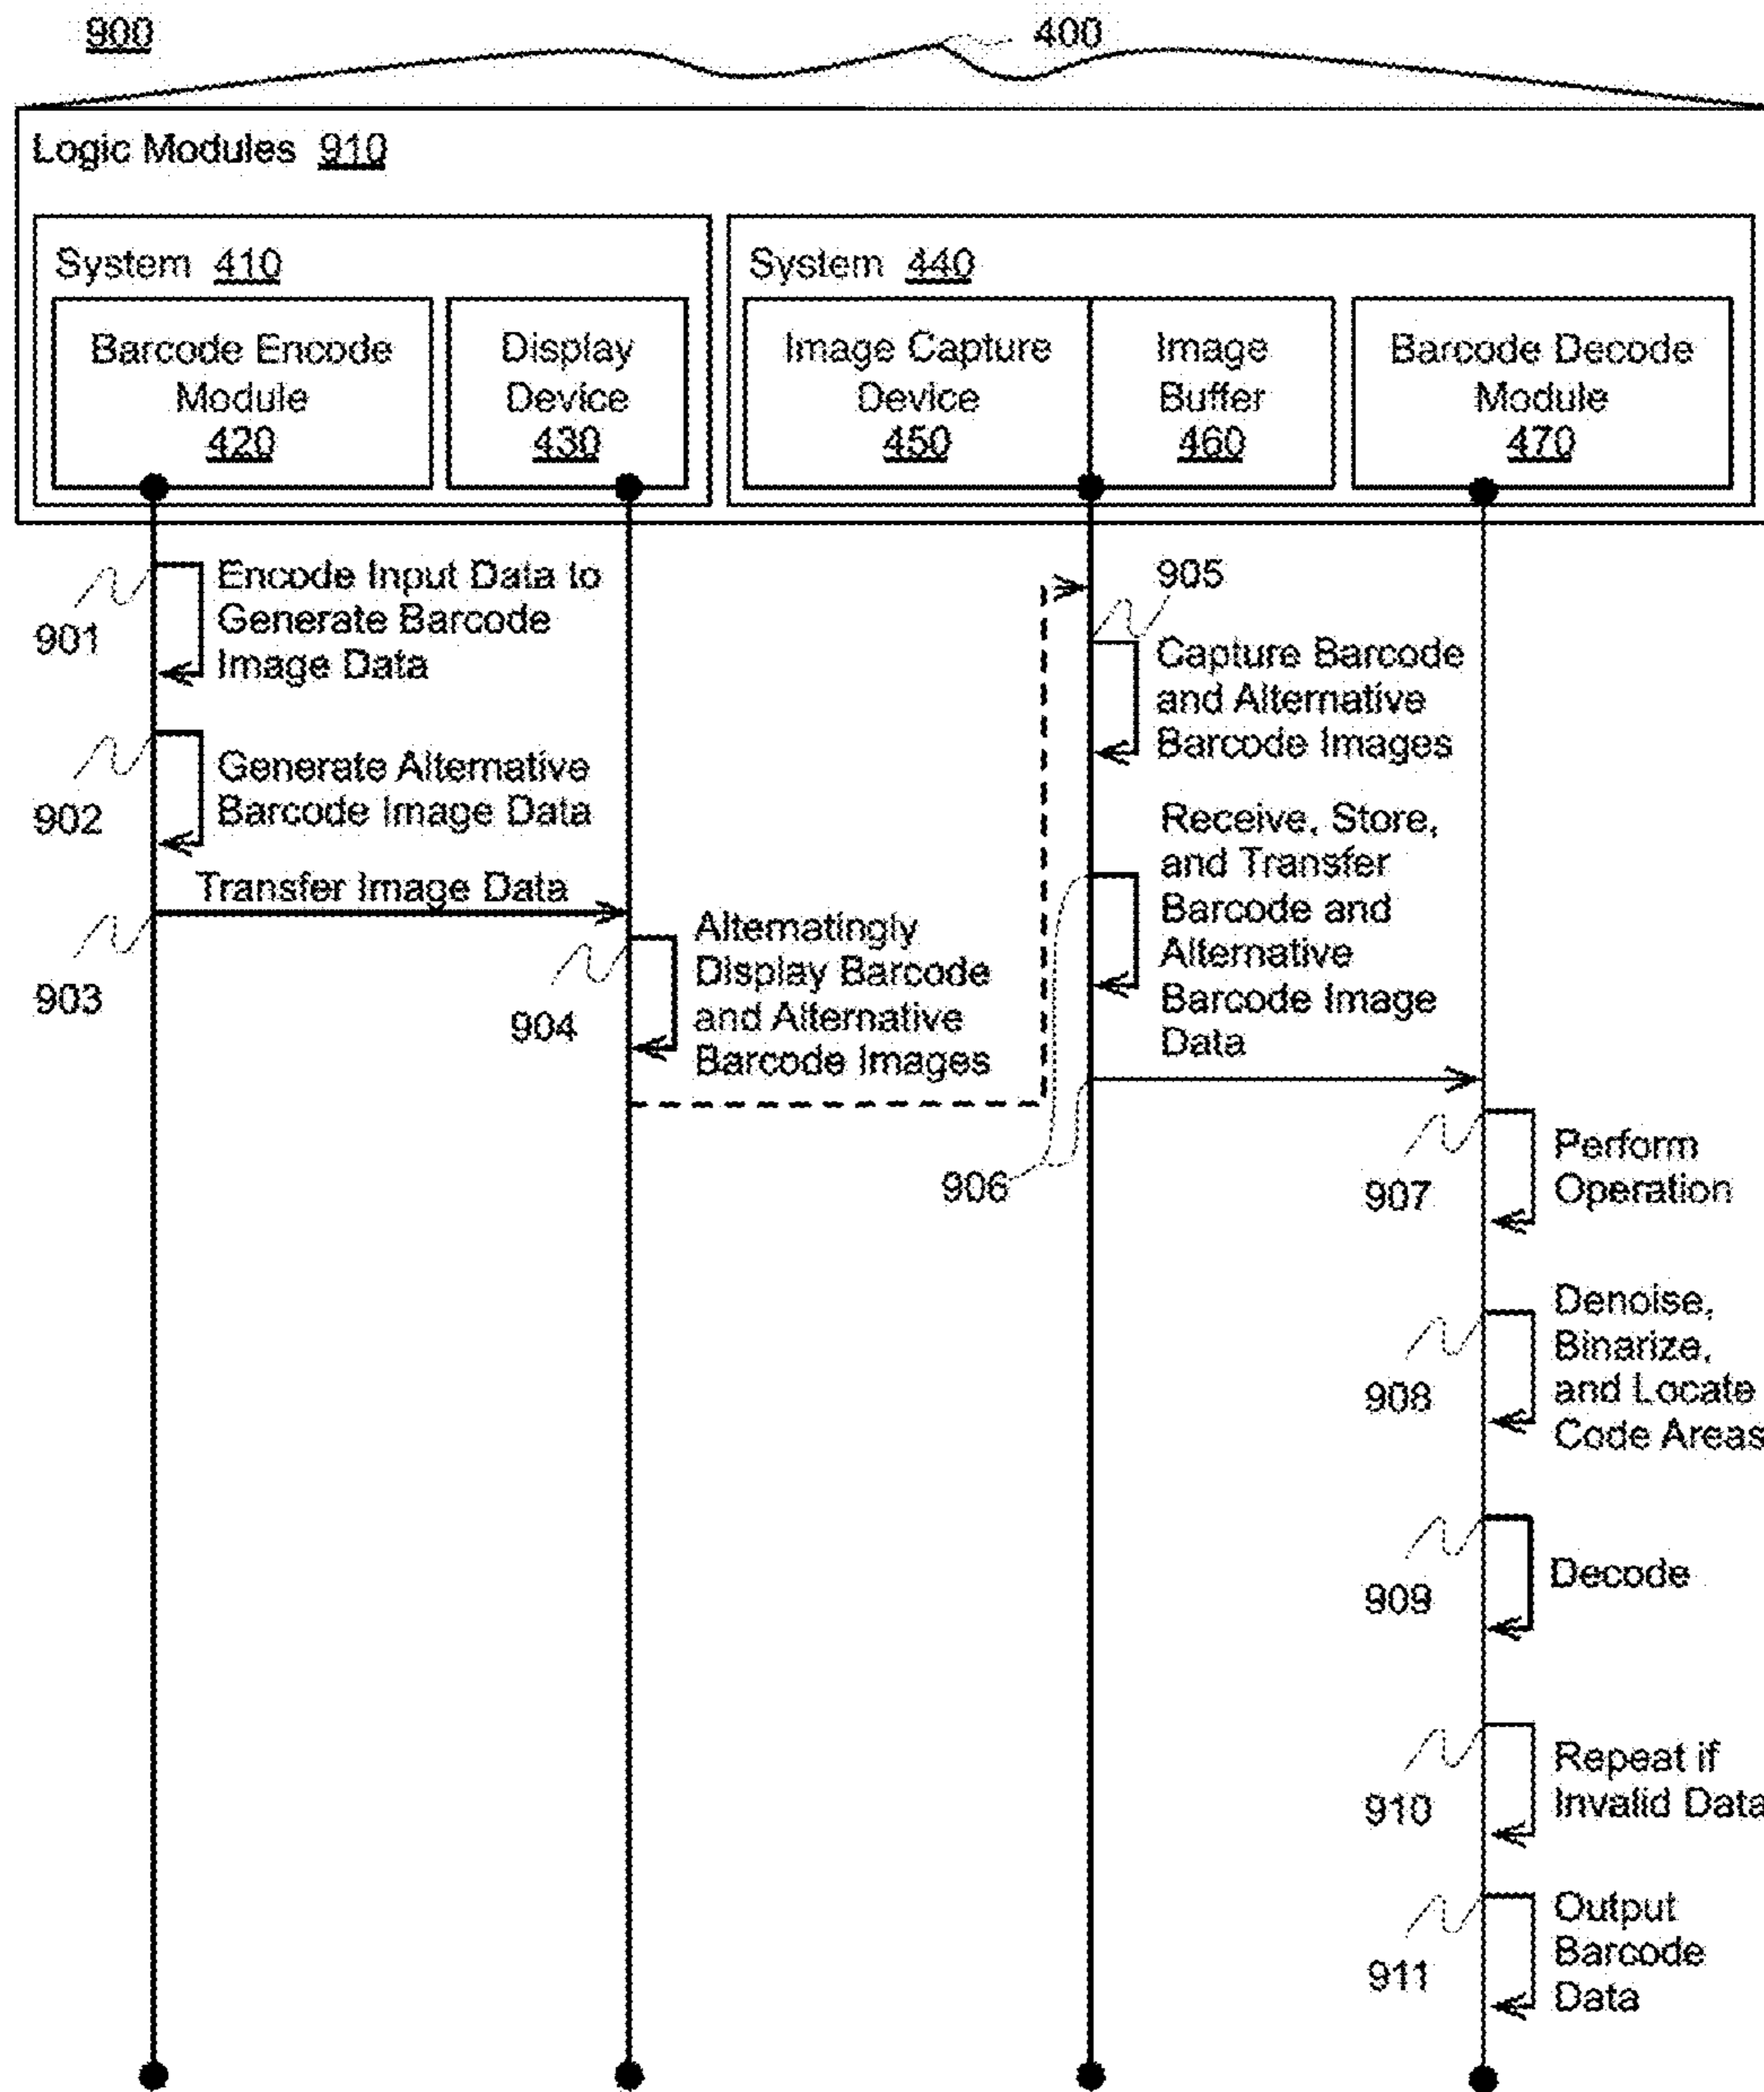 900
400
Logic Modules 910
System 410
Barcode Encode
Module
420
Display
Device
430
System 440
Image Capture
Device
450
Image
Buffer
460
Barcode Decode
Module
470
901
Encode Input Data to
Generate Barcode
Image Data
902
Generate Alternative
Barcode Image Data
903
Transfer Image Data
904
Alternatingly
Display Barcode
and Alternative
Barcode Images
905
Capture Barcode
and Alternative
Barcode Images
Receive, Store,
and Transfer
Barcode and
Alternative
Barcode Image
Data
906
907
Perform
Operation
908
Denoise,
Binarize,
and Locate
Code Areas
909
Decode
910
Repeat if
Invalid Data
911
Output
Barcode
Data